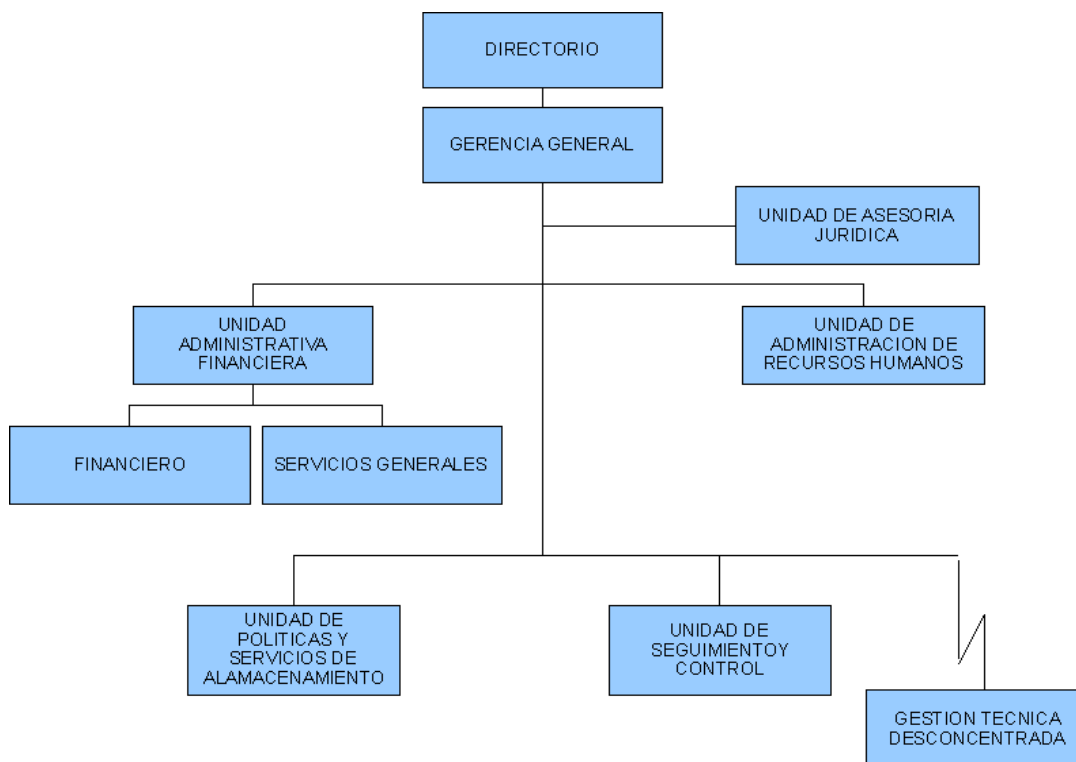 DIRECTORIO
GERENCIA GENERAL
UNIDAD DE ASESORIA
JURIDICA
UNIDAD
ADMINISTRATIVA
FINANCIERA
UNIDAD DE
ADMINISTRACION DE
RECURSOS HUMANOS
FINANCIERO
SERVICIOS GENERALES
UNIDAD DE
POLITICAS Y
SERVICIOS DE
ALAMACENAMIENTO
UNIDAD DE
SEGUIMIENTOY
CONTROL
GESTION TECNICA
DESCONCENTRADA